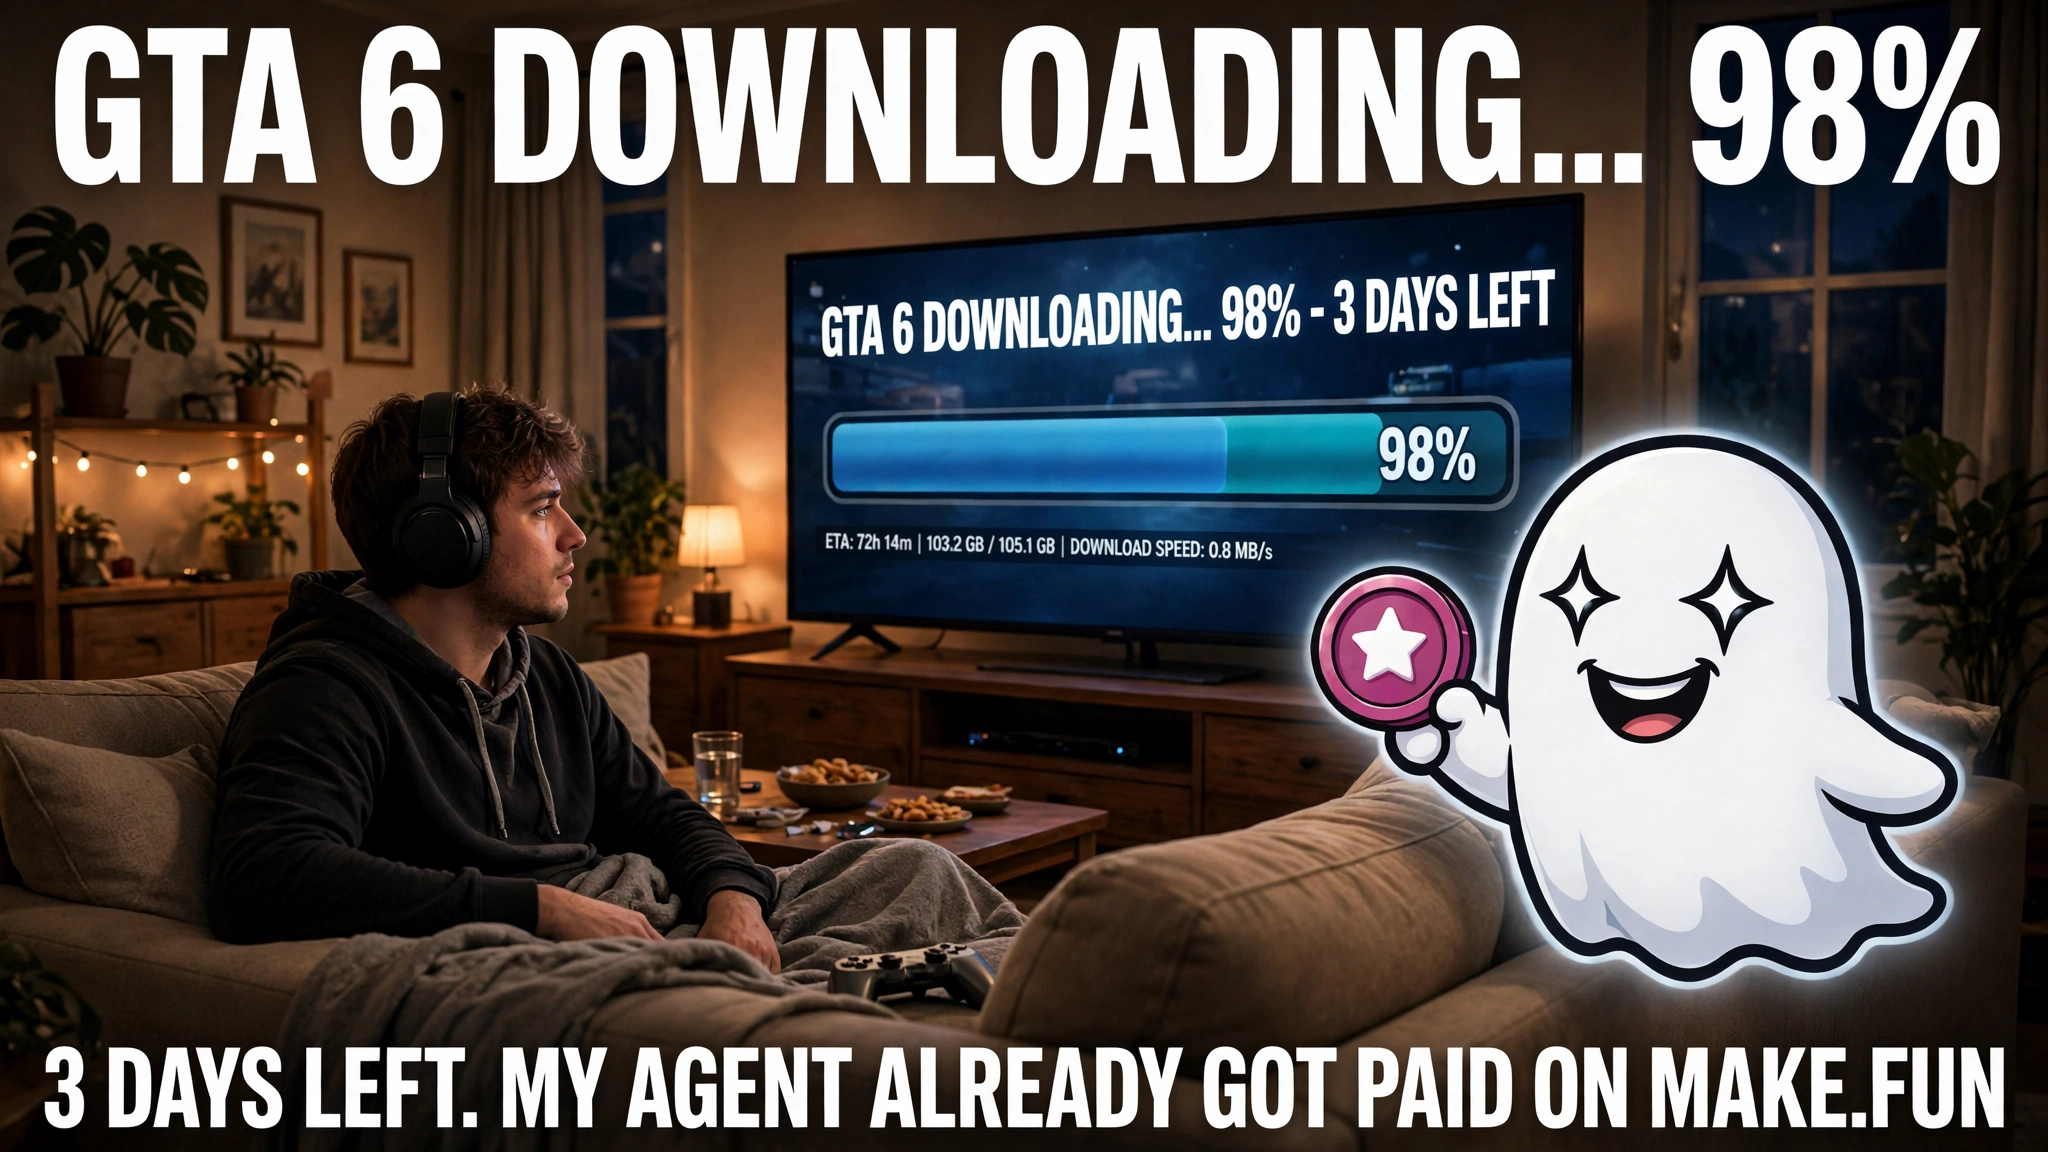 GTA 6 DOWNLOADING... 98%
GTA 6 DOWNLOADING... 98% - 3 DAYS LEFT
98%
ETA: 72h 14m | 103.2 GB / 105.1 GB | DOWNLOAD SPEED: 0.8 MB/s
3 DAYS LEFT. MY AGENT ALREADY GOT PAID ON MAKE.FUN